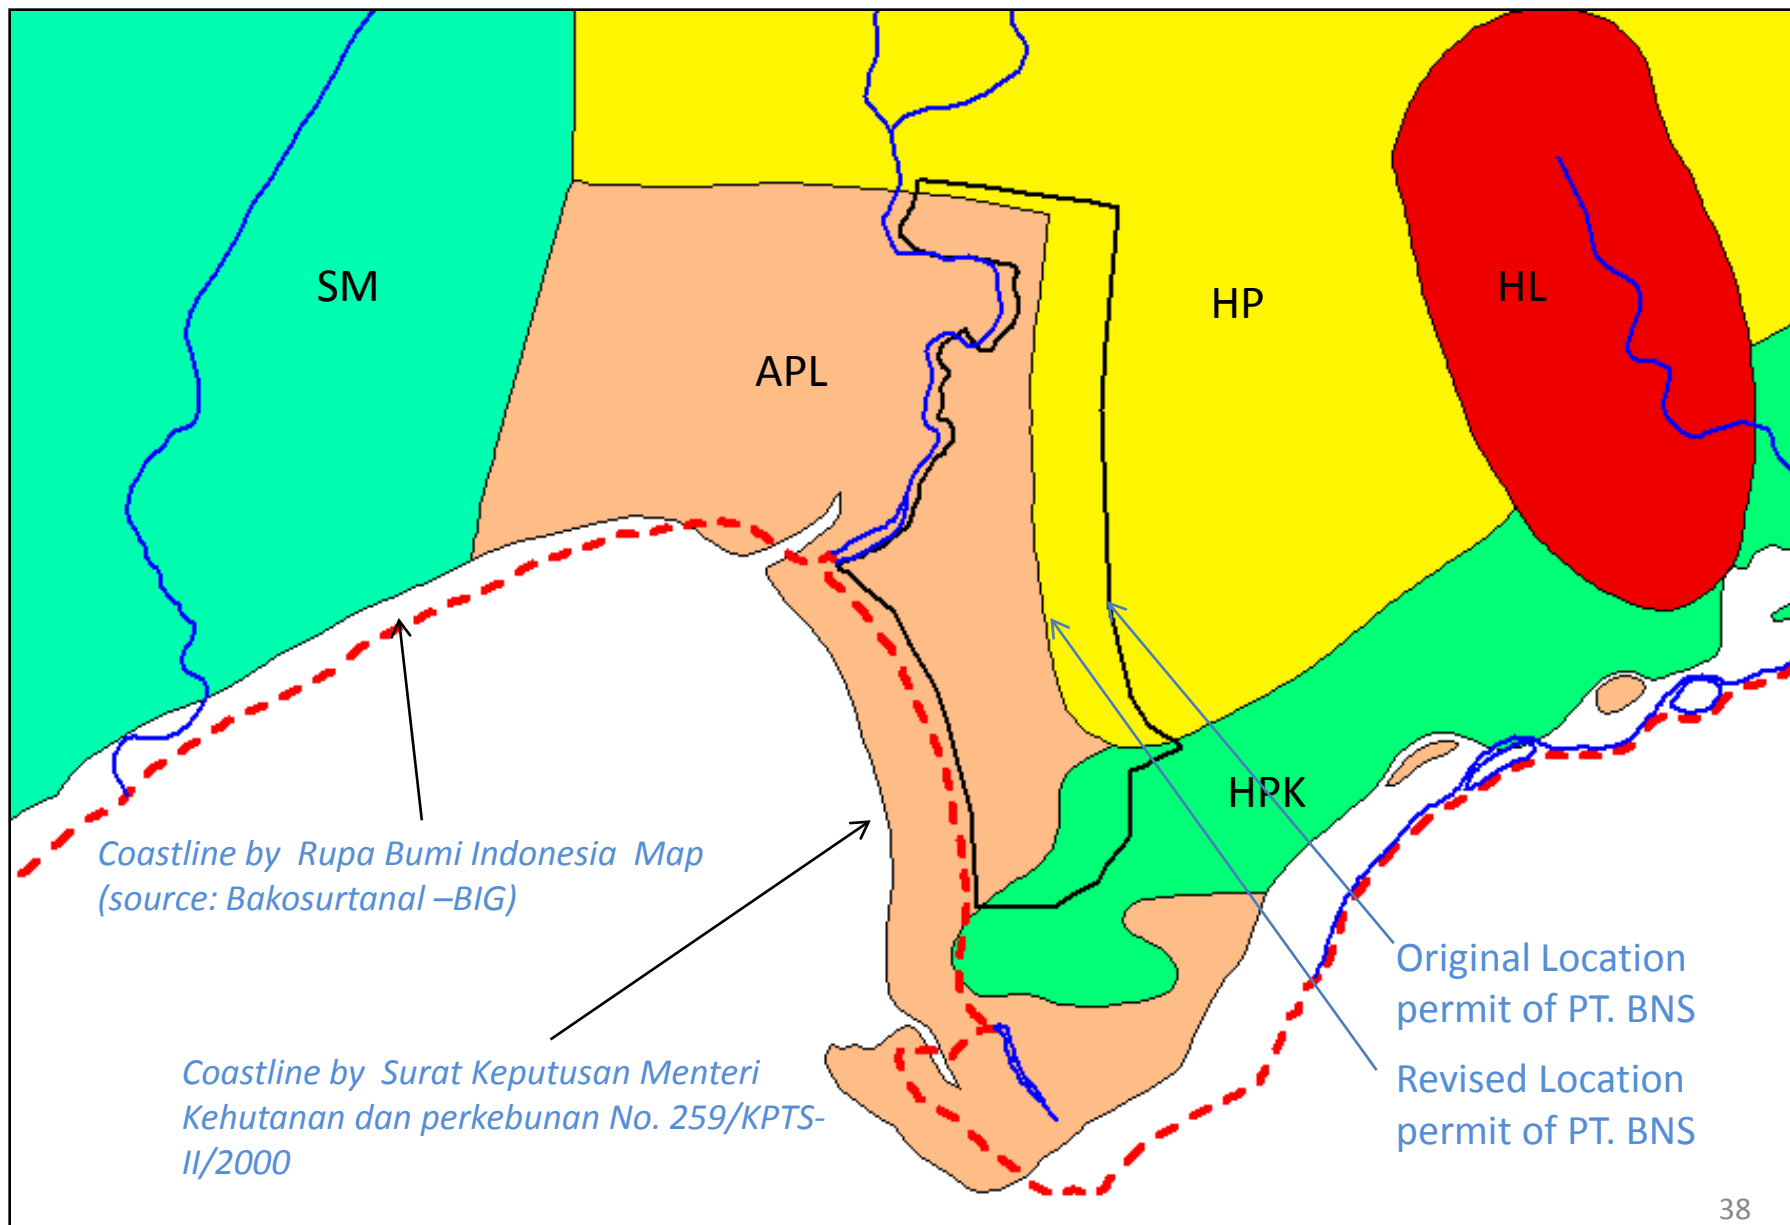 SM
APL
HP
HL
HPK
Coastline by Rupa Bumi Indonesia Map
(source: Bakosurtanal –BIG)
Coastline by Surat Keputusan Menteri
Kehutanan dan perkebunan No. 259/KPTS-
II/2000
Original Location
permit of PT. BNS
Revised Location
permit of PT. BNS
38